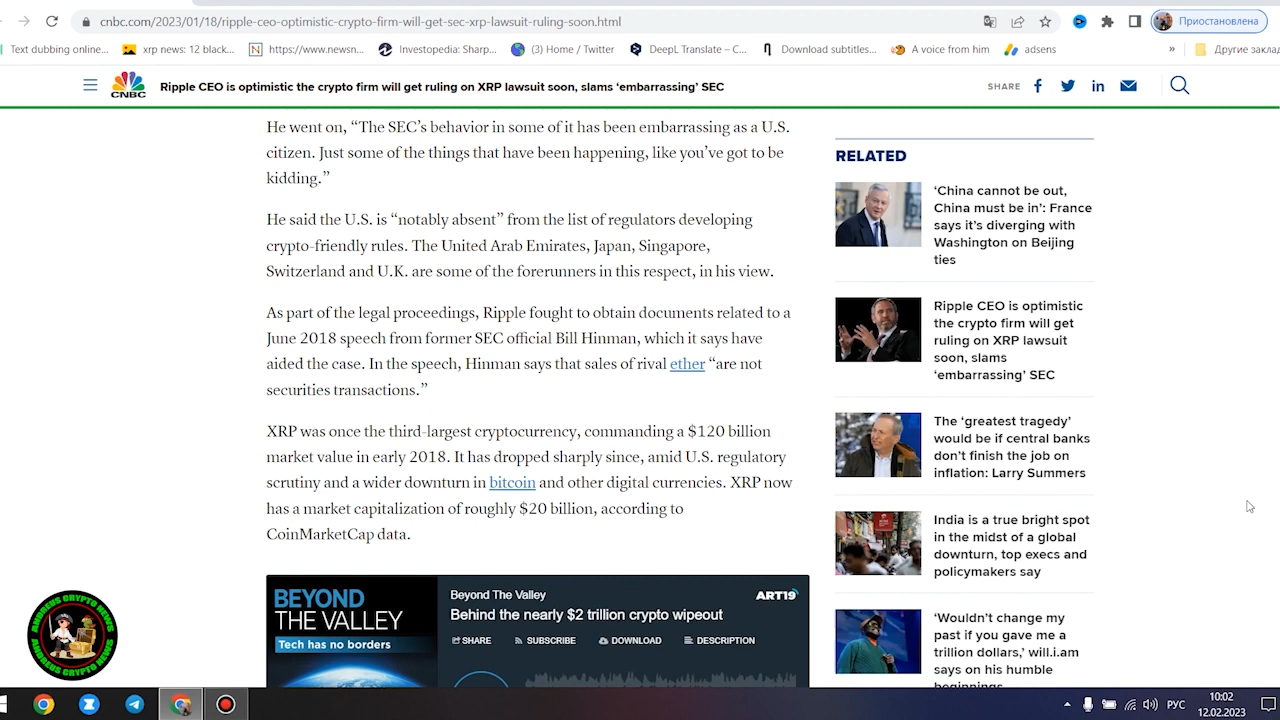 cnbc.com/2023/01/18/ripple-ceo-optimistic-crypto-firm-will-get-sec-xrp-lawsuit-ruling-soon.html
Приостановлена
Text dubbing online...
xrp news: 12 black...
https://www.newsn...
Investopedia: Sharp...
(3) Home / Twitter
DeepL Translate – C...
Download subtitles...
A voice from him
adsens
»
Другие заклад
CNBC
Ripple CEO is optimistic the crypto firm will get ruling on XRP lawsuit soon, slams ‘embarrassing’ SEC
SHARE
He went on, “The SEC’s behavior in some of it has been embarrassing as a U.S.
citizen. Just some of the things that have been happening, like you’ve got to be
kidding.”
He said the U.S. is “notably absent” from the list of regulators developing
crypto-friendly rules. The United Arab Emirates, Japan, Singapore,
Switzerland and U.K. are some of the forerunners in this respect, in his view.
As part of the legal proceedings, Ripple fought to obtain documents related to a
June 2018 speech from former SEC official Bill Hinman, which it says have
aided the case. In the speech, Hinman says that sales of rival ether “are not
securities transactions.”
XRP was once the third-largest cryptocurrency, commanding a $120 billion
market value in early 2018. It has dropped sharply since, amid U.S. regulatory
scrutiny and a wider downturn in bitcoin and other digital currencies. XRP now
has a market capitalization of roughly $20 billion, according to
CoinMarketCap data.
BEYOND
THE VALLEY
Tech has no borders
Beyond The Valley
Behind the nearly $2 trillion crypto wipeout
ART19
SHARE
SUBSCRIBE
DOWNLOAD
DESCRIPTION
RELATED
‘China cannot be out,
China must be in’: France
says it’s diverging with
Washington on Beijing
ties
Ripple CEO is optimistic
the crypto firm will get
ruling on XRP lawsuit
soon, slams
‘embarrassing’ SEC
The ‘greatest tragedy’
would be if central banks
don’t finish the job on
inflation: Larry Summers
India is a true bright spot
in the midst of a global
downturn, top execs and
policymakers say
‘Wouldn’t change my
past if you gave me a
trillion dollars,’ will.i.am
says on his humble
beginnings
ANDREUS CRYPTO NEWS
ANDREUS CRYPTO NEWS
РУС
10:02
12.02.2023